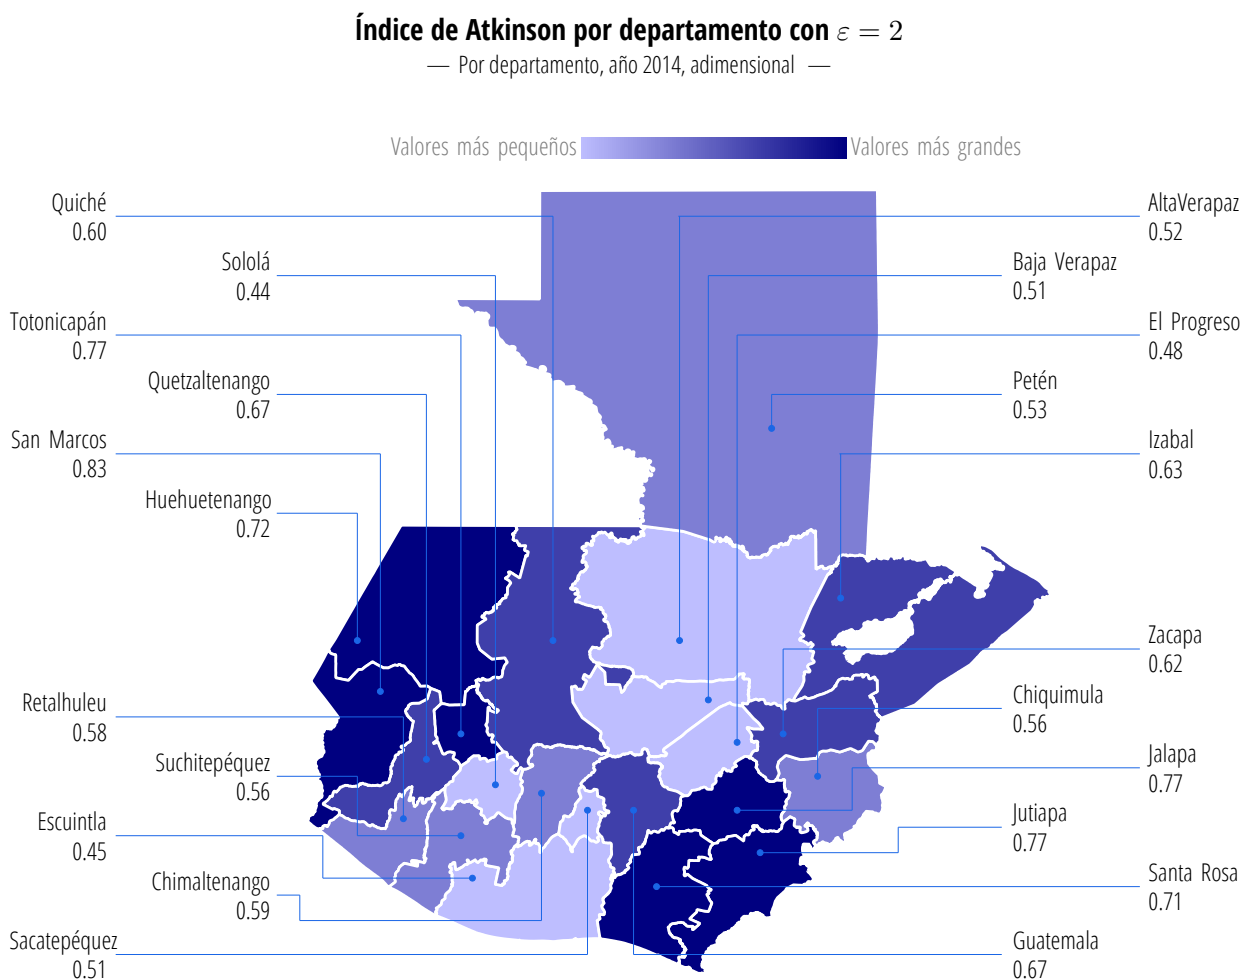 Índice de Atkinson por departamento con ε = 2
— Por departamento, año 2014, adimensional —
Valores más pequeños
Valores más grandes
Quiché
0.60
Sololá
0.44
Totonicapán
0.77
Quetzaltenango
0.67
San Marcos
0.83
Huehuetenango
0.72
Retalhuleu
0.58
Suchitepéquez
0.56
Escuintla
0.45
Chimaltenango
0.59
Sacatepéquez
0.51
AltaVerapaz
0.52
Baja Verapaz
0.51
El Progreso
0.48
Petén
0.53
Izabal
0.63
Zacapa
0.62
Chiquimula
0.56
Jalapa
0.77
Jutiapa
0.77
Santa Rosa
0.71
Guatemala
0.67